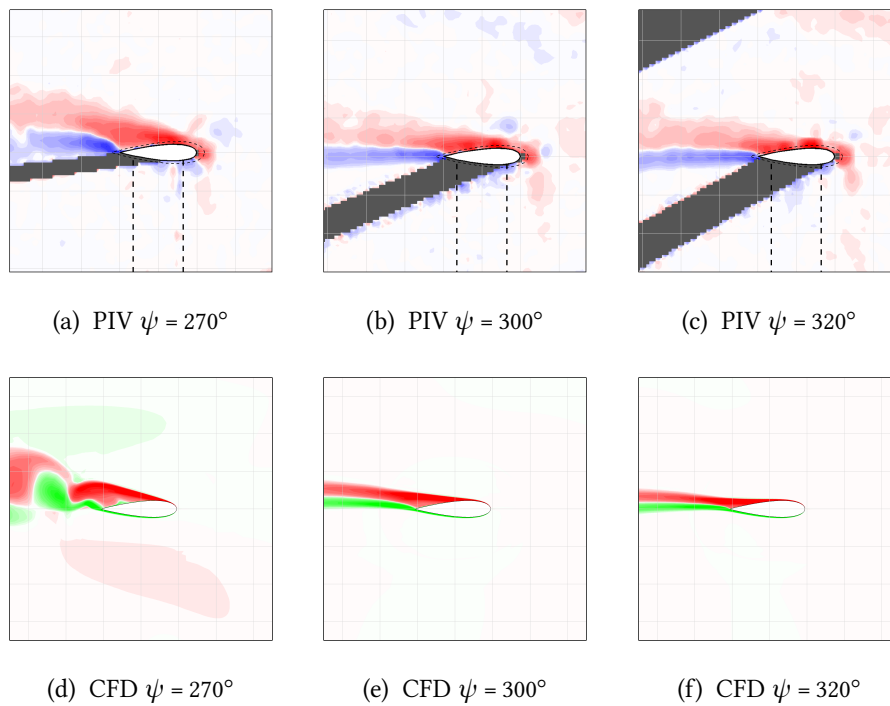 (a) PIV ψ = 270°
(b) PIV ψ = 300°
(c) PIV ψ = 320°
(d) CFD ψ = 270°
(e) CFD ψ = 300°
(f) CFD ψ = 320°